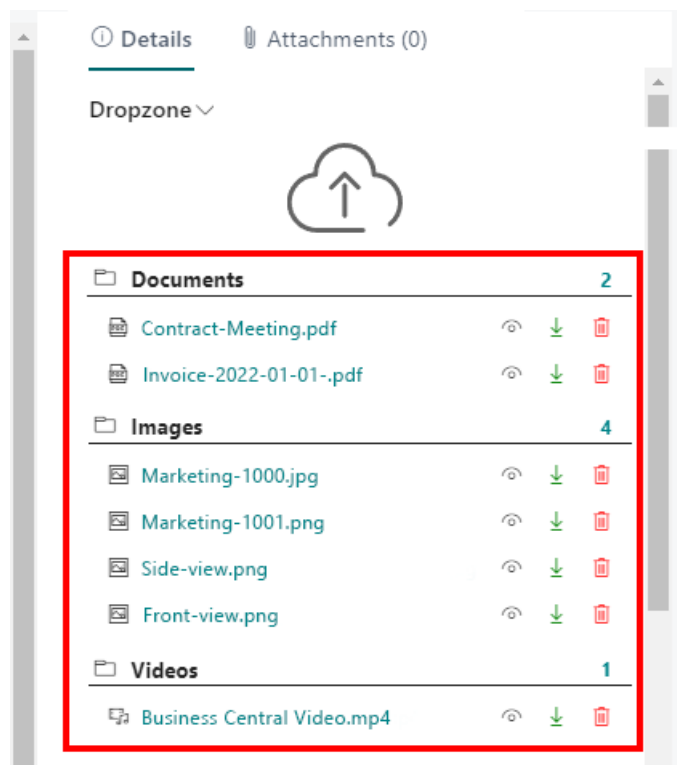 Details Attachments (0)
Dropzone
Documents 2
Contract-Meeting.pdf
Invoice-2022-01-01-.pdf
Images 4
Marketing-1000.jpg
Marketing-1001.png
Side-view.png
Front-view.png
Videos 1
Business Central Video.mp4